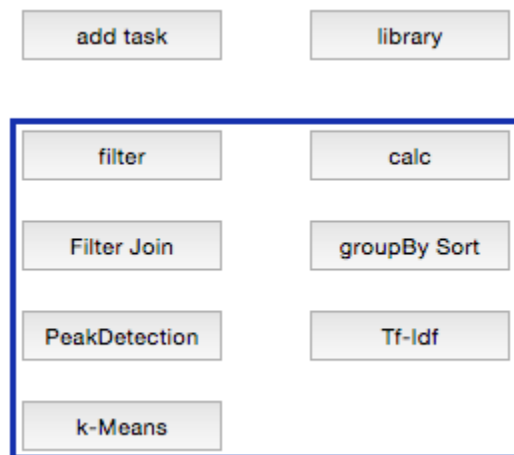 add task
library
filter
calc
Filter Join
groupBy Sort
PeakDetection
Tf-Idf
k-Means